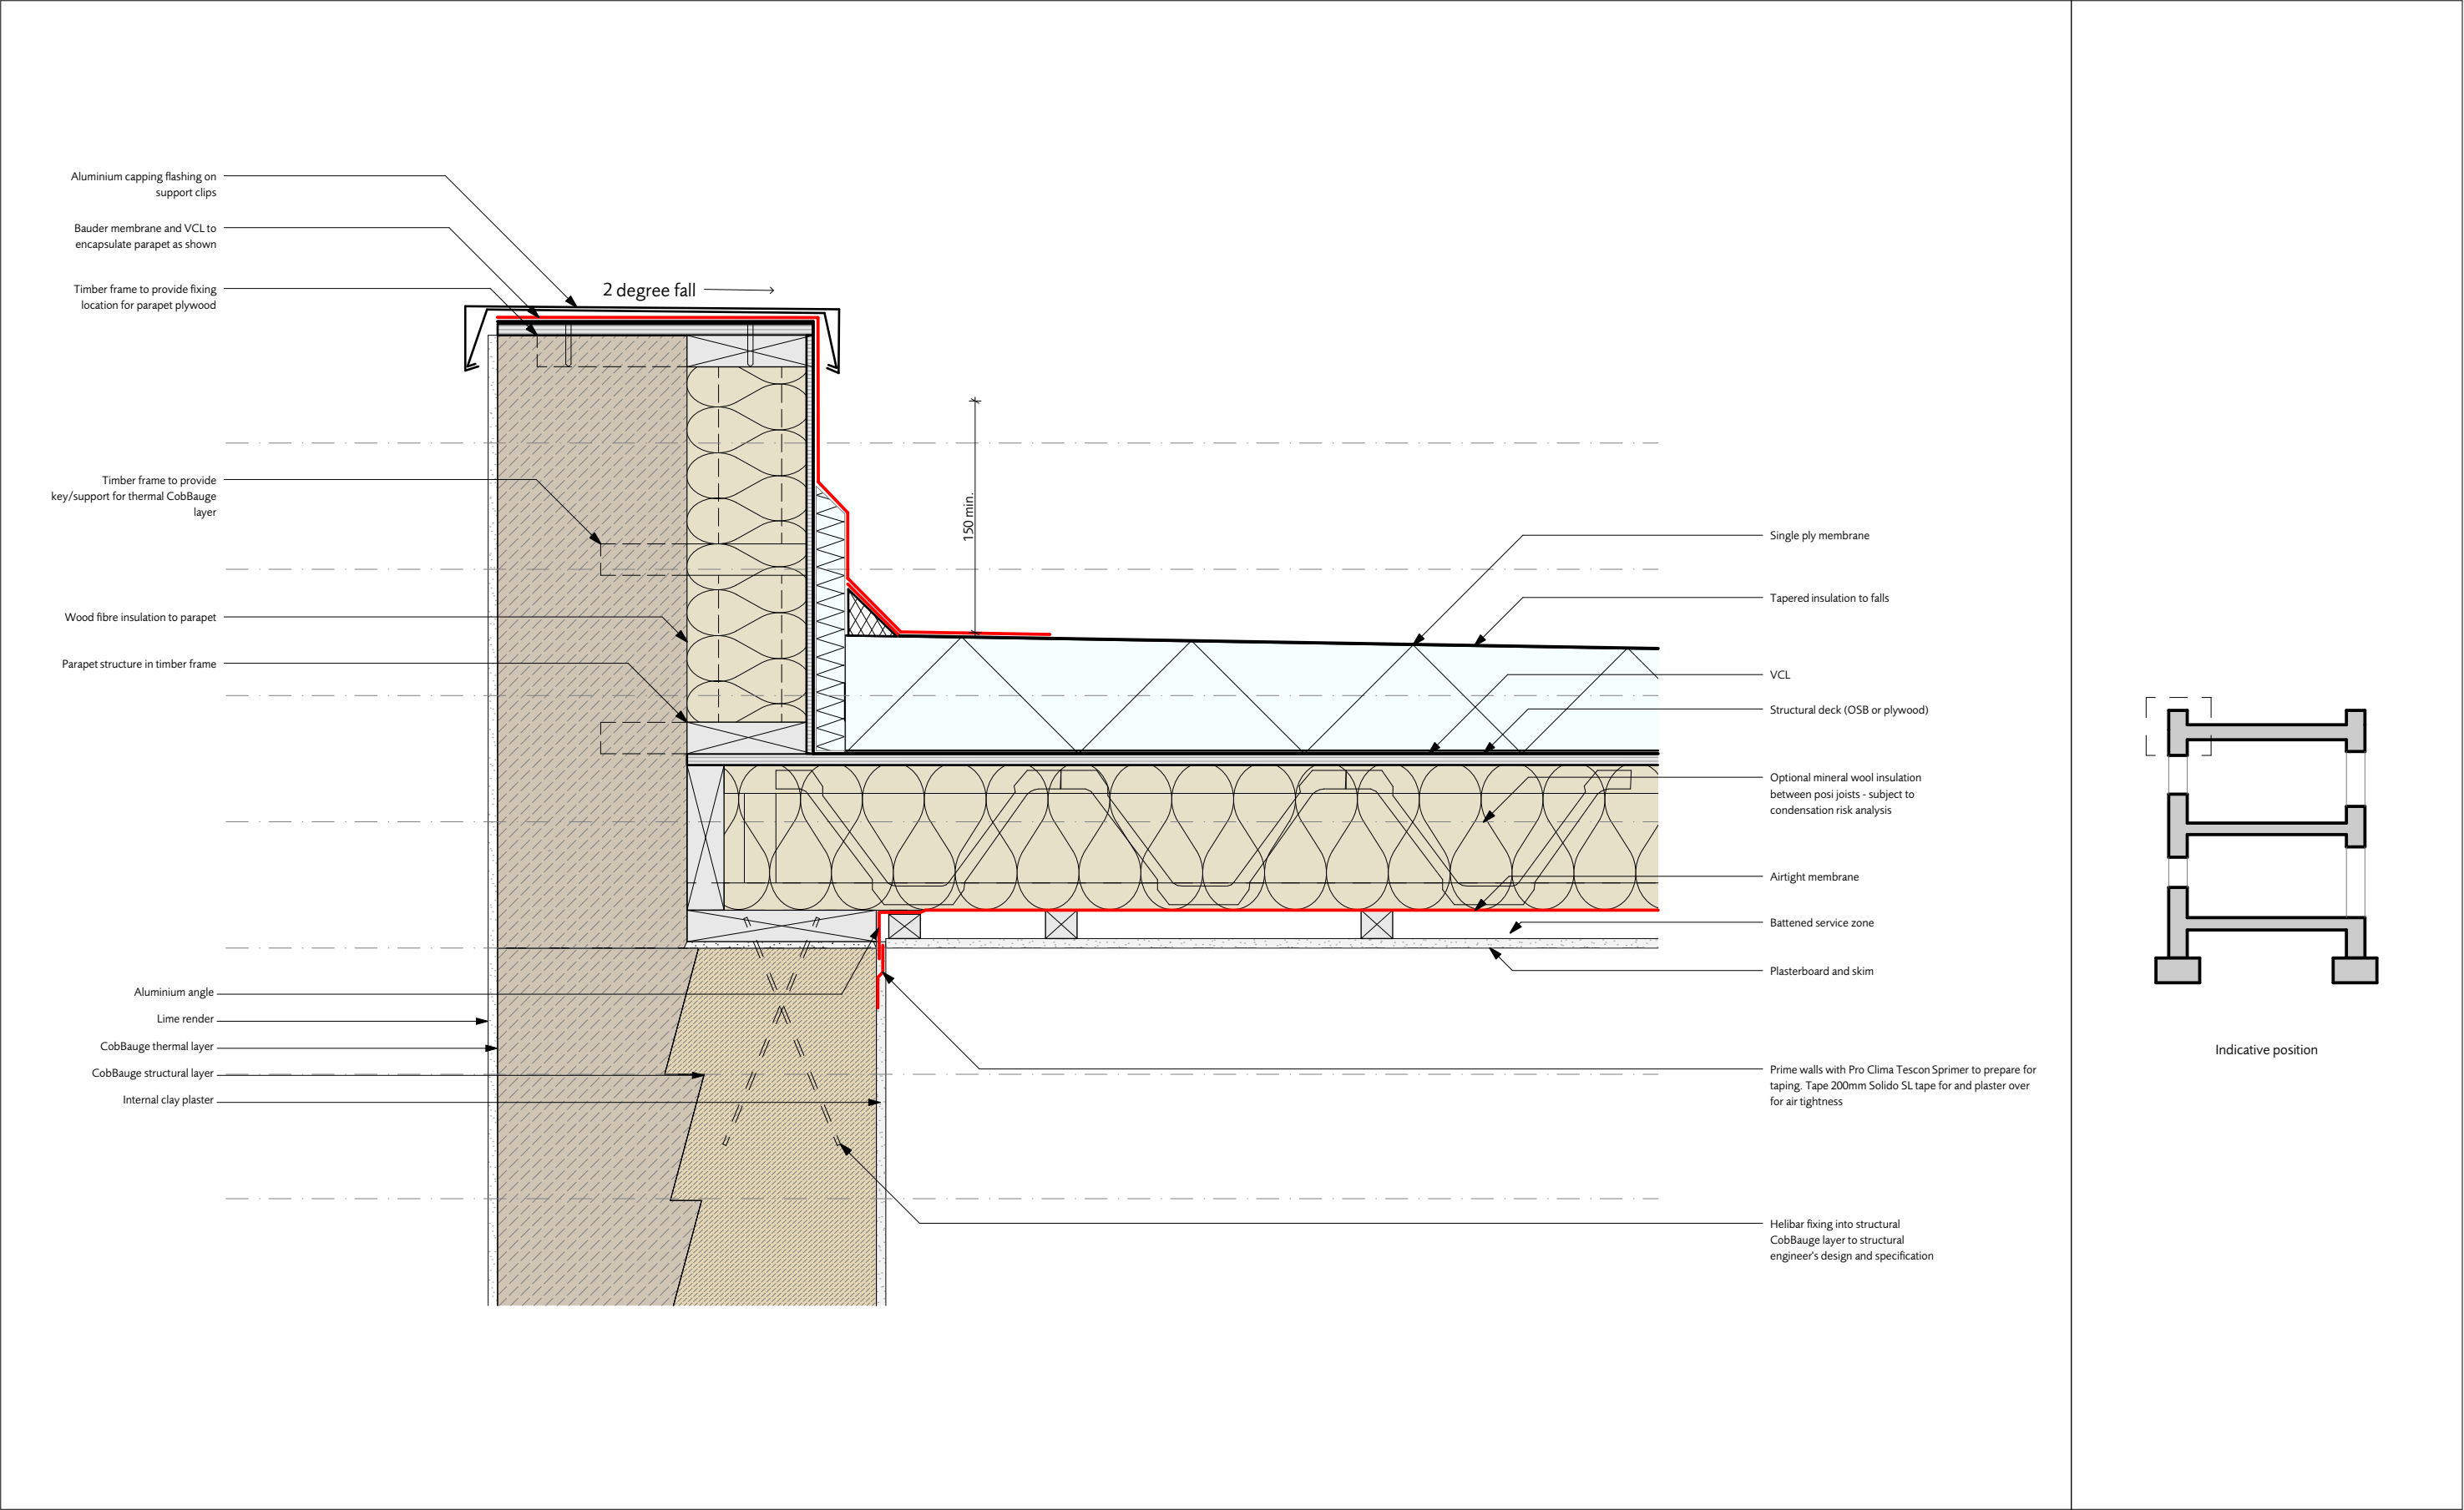 Aluminium capping flashing on
support clips
Bauder membrane and VCL to
encapsulate parapet as shown
Timber frame to provide fixing
location for parapet plywood
2 degree fall
Timber frame to provide
key/support for thermal CobBauge
layer
Wood fibre insulation to parapet
Parapet structure in timber frame
150 min.
Aluminium angle
Lime render
CobBauge thermal layer
CobBauge structural layer
Internal clay plaster
Single ply membrane
Tapered insulation to falls
VCL
Structural deck (OSB or plywood)
Optional mineral wool insulation
between posi joists - subject to
condensation risk analysis
Airtight membrane
Battened service zone
Plasterboard and skim
Prime walls with Pro Clima Tescon Sprimer to prepare for
taping. Tape 200mm Solido SL tape for and plaster over
for air tightness
Helibar fixing into structural
CobBauge layer to structural
engineer's design and specification
Indicative position